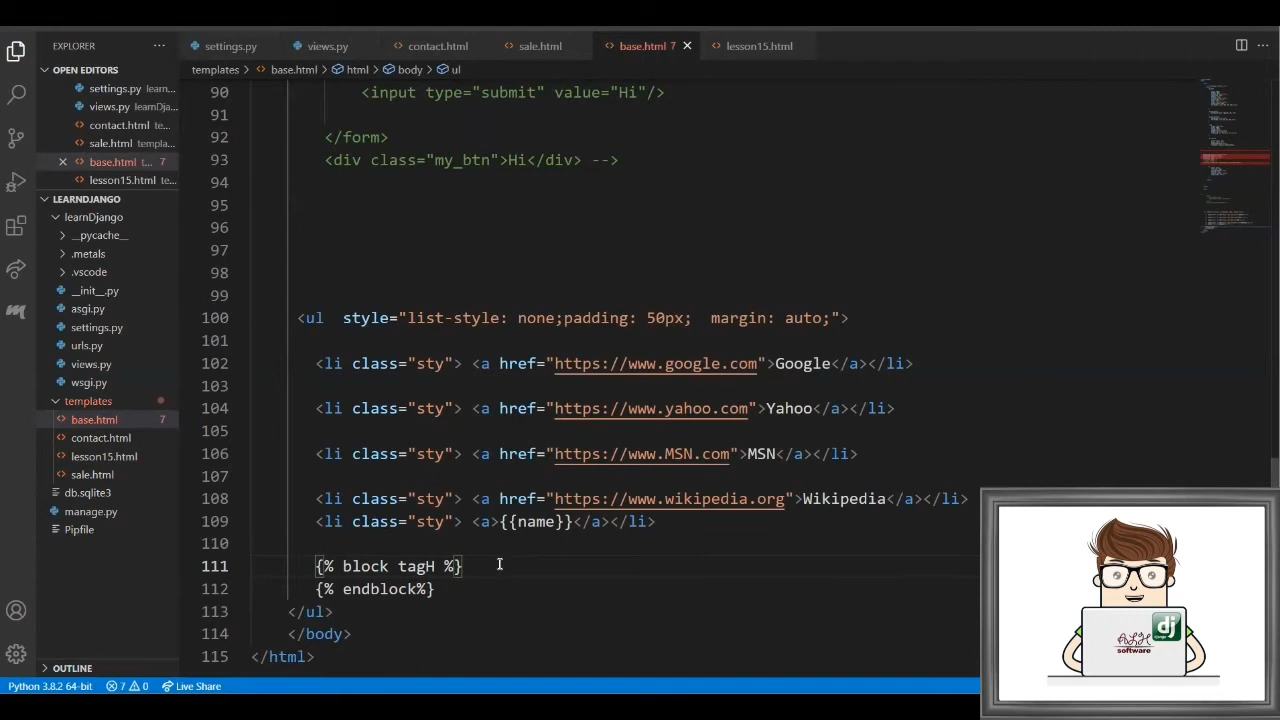 EXPLORER
settings.py
views.py
contact.html
sale.html
base.html 7
lesson15.html
OPEN EDITORS
settings.py learn...
views.py learnDj...
contact.html te...
sale.html templa...
base.html t... 7
lesson15.html te...
LEARNDJANGO
learnDjango
__pycache__
.metals
.vscode
__init__.py
asgi.py
settings.py
urls.py
views.py
wsgi.py
templates
base.html 7
contact.html
lesson15.html
sale.html
db.sqlite3
manage.py
Pipfile
OUTLINE
templates > base.html > html > body > ul
90 <input type="submit" value="Hi"/>
91
92 </form>
93 <div class="my_btn">Hi</div> -->
94
95
96
97
98
99
100 <ul  style="list-style: none;padding: 50px;  margin: auto;">
101
102 <li class="sty"> <a href="https://www.google.com">Google</a></li>
103
104 <li class="sty"> <a href="https://www.yahoo.com">Yahoo</a></li>
105
106 <li class="sty"> <a href="https://www.MSN.com">MSN</a></li>
107
108 <li class="sty"> <a href="https://www.wikipedia.org">Wikipedia</a></li>
109 <li class="sty"> <a>{{name}}</a></li>
110
111 {% block tagH %}
112 {% endblock%}
113 </ul>
114 </body>
115 </html>
Python 3.8.2 64-bit 7 0 Live Share
dj
software